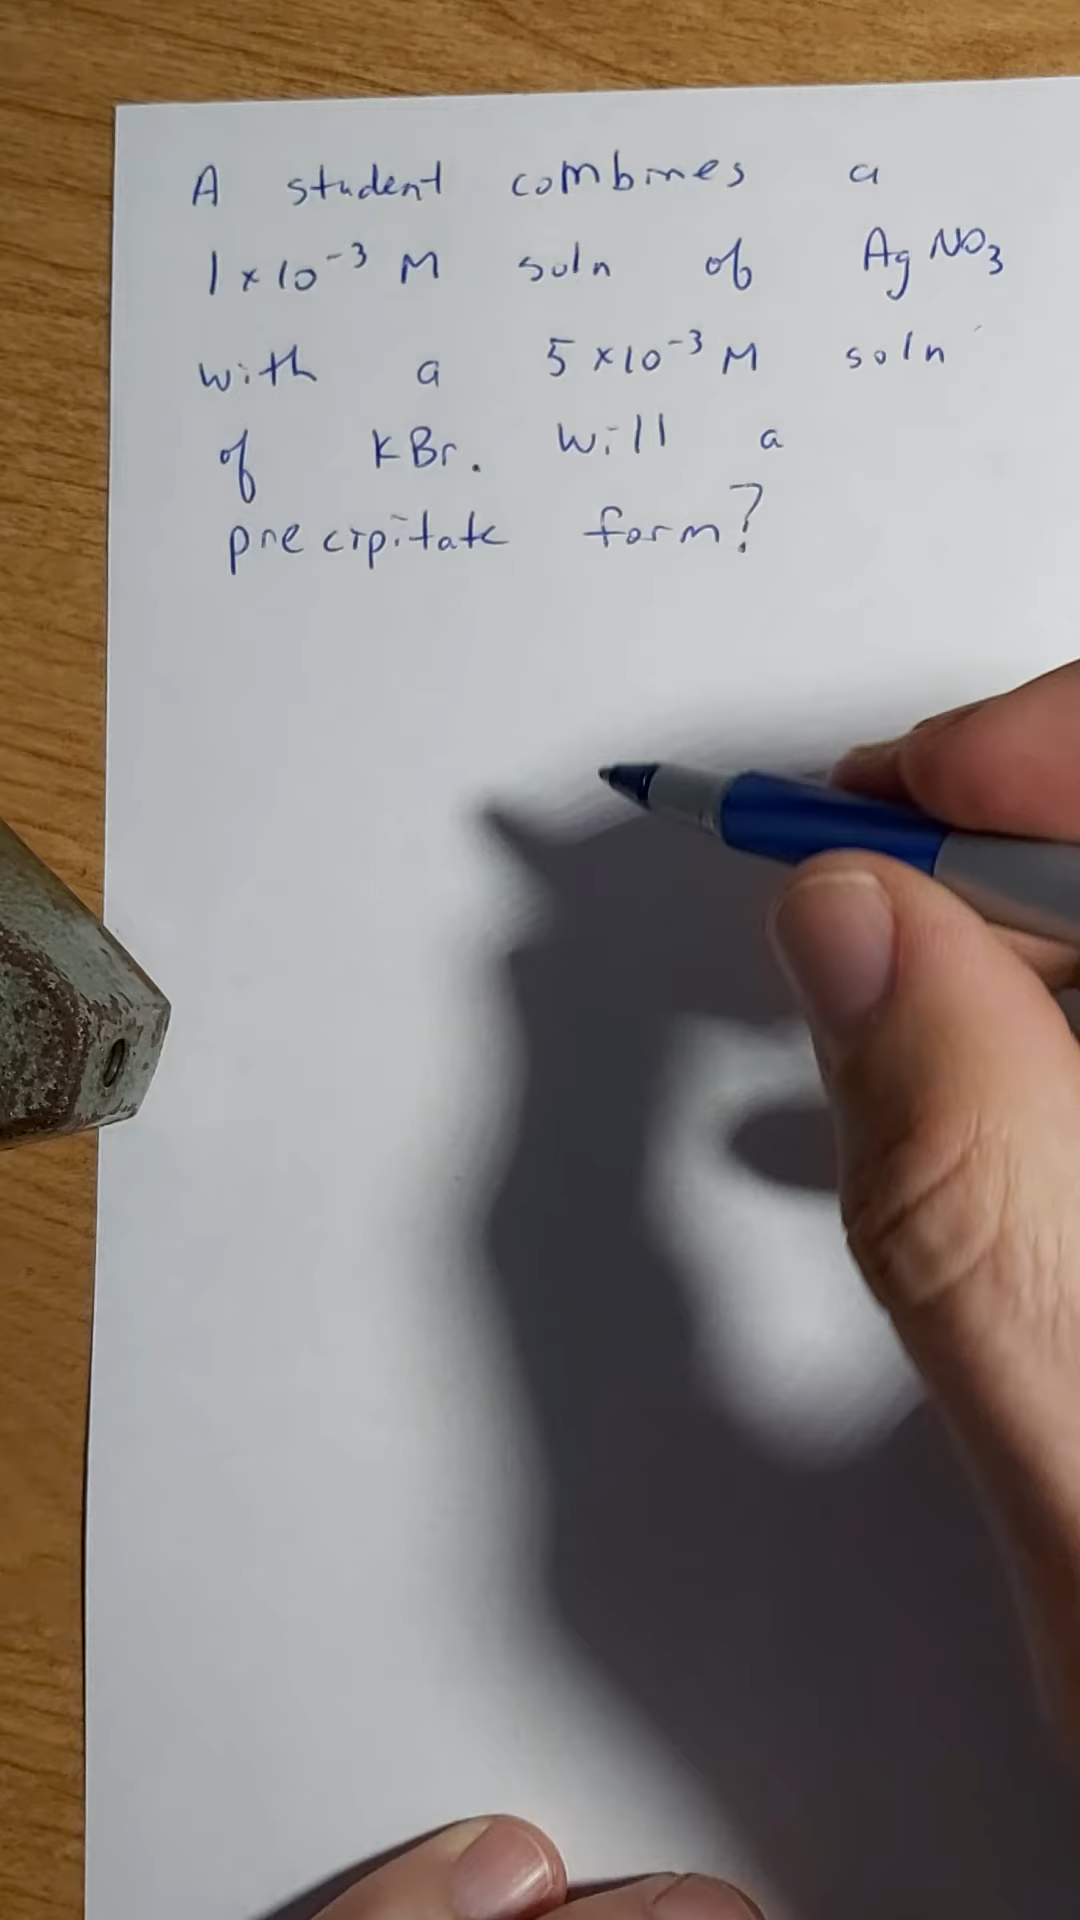 A student combines a
1 x 10⁻³ M soln of AgNO₃
with a 5 x 10⁻³ M soln
of KBr. Will a
precipitate form?